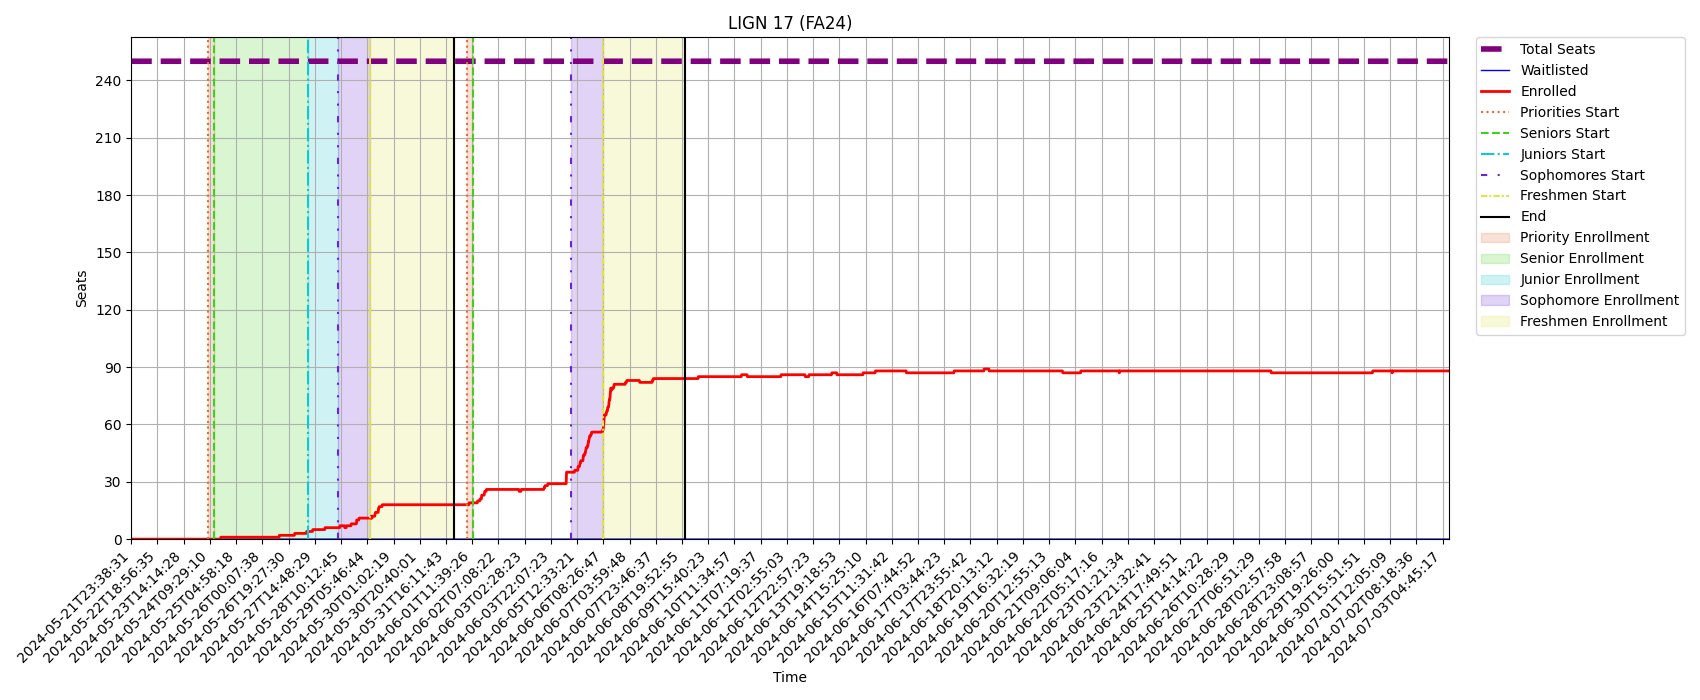 LIGN 17 (FA24)
Seats
240
210
180
150
120
90
60
30
0
2024-05-21T23:38:31
2024-05-22T18:56:35
2024-05-23T14:14:28
2024-05-24T09:29:10
2024-05-25T04:58:18
2024-05-26T00:07:38
2024-05-26T19:27:30
2024-05-27T14:48:29
2024-05-28T10:12:45
2024-05-29T05:46:44
2024-05-30T01:02:19
2024-05-30T20:40:01
2024-05-31T16:11:43
2024-06-01T11:39:26
2024-06-02T07:08:22
2024-06-03T02:28:23
2024-06-03T22:07:23
2024-06-05T12:33:21
2024-06-06T08:26:47
2024-06-07T03:59:48
2024-06-07T23:46:37
2024-06-08T19:52:55
2024-06-09T15:40:23
2024-06-10T11:34:57
2024-06-11T07:19:37
2024-06-12T02:55:03
2024-06-12T22:57:23
2024-06-13T19:18:53
2024-06-14T15:25:10
2024-06-15T11:31:42
2024-06-16T07:44:52
2024-06-17T03:44:23
2024-06-17T23:55:42
2024-06-18T20:13:12
2024-06-19T16:32:19
2024-06-20T12:55:13
2024-06-21T09:06:04
2024-06-22T05:17:16
2024-06-23T01:21:34
2024-06-23T21:32:41
2024-06-24T17:49:51
2024-06-25T14:14:22
2024-06-26T10:28:29
2024-06-27T06:51:29
2024-06-28T02:57:58
2024-06-28T23:08:57
2024-06-29T19:26:00
2024-06-30T15:51:51
2024-07-01T12:05:09
2024-07-02T08:18:36
2024-07-03T04:45:17
Time
Total Seats
Waitlisted
Enrolled
Priorities Start
Seniors Start
Juniors Start
Sophomores Start
Freshmen Start
End
Priority Enrollment
Senior Enrollment
Junior Enrollment
Sophomore Enrollment
Freshmen Enrollment